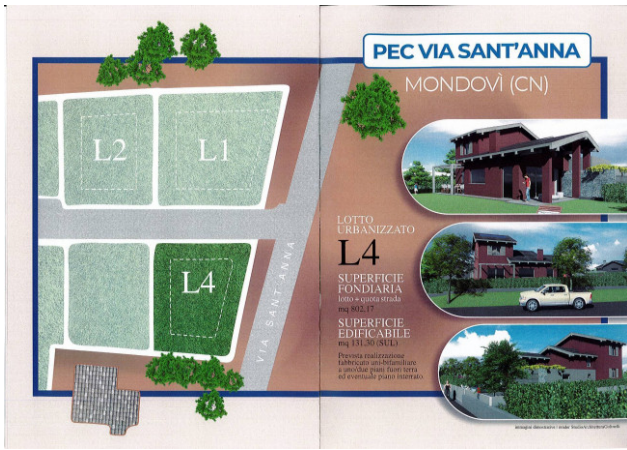 PEC VIA SANT'ANNA
MONDOVÌ (CN)
L2
L1
L4
VIA SANT'ANNA
LOTTO
URBANIZZATO
L4
SUPERFICIE
FONDIARIA
lotto + quota strada
mq 802,17
SUPERFICIE
EDIFICABILE
mq 131,30 (SUL)
Prevista realizzazione
fabbricato uni-bifamiliare
a uno/due piani fuori terra
ed eventuale piano interrato